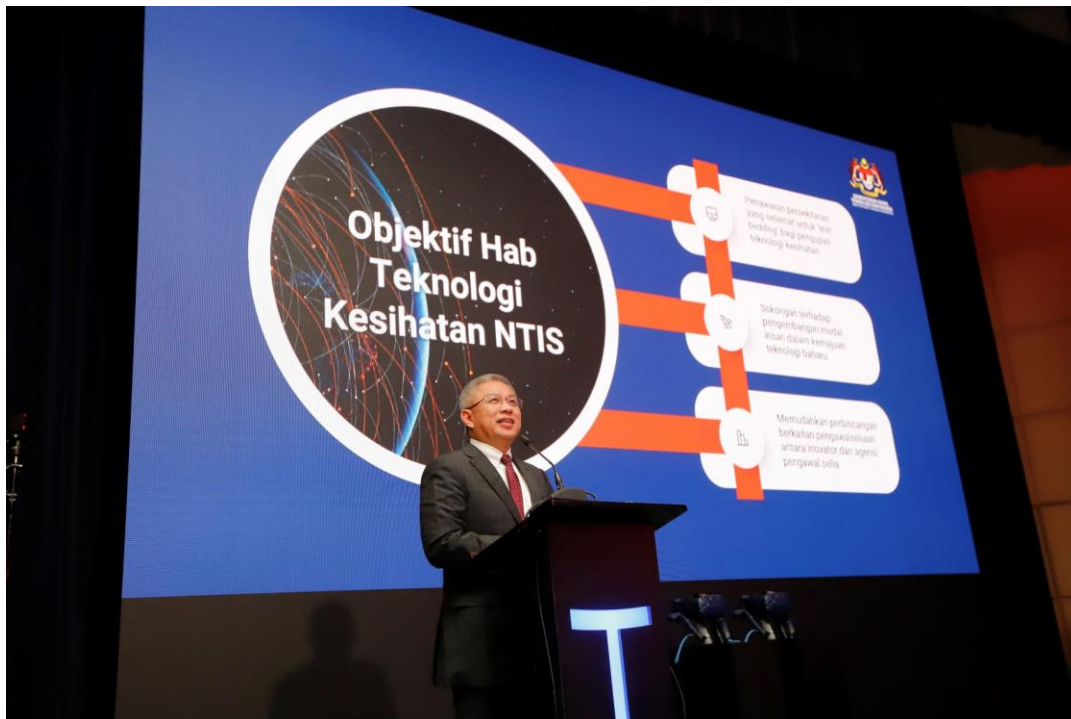 Objektif Hab
Teknologi
Kesihatan NTIS
Penawaran persekitaran
yang selamat untuk 'test
bedding' bagi pengujian
teknologi kesihatan
Sokongan terhadap
pengembangan modal
insan dalam kemajuan
teknologi baharu
Memudahkan perbincangan
berkaitan pengawalseliaan
antara inovator dan agensi
pengawal selia
T